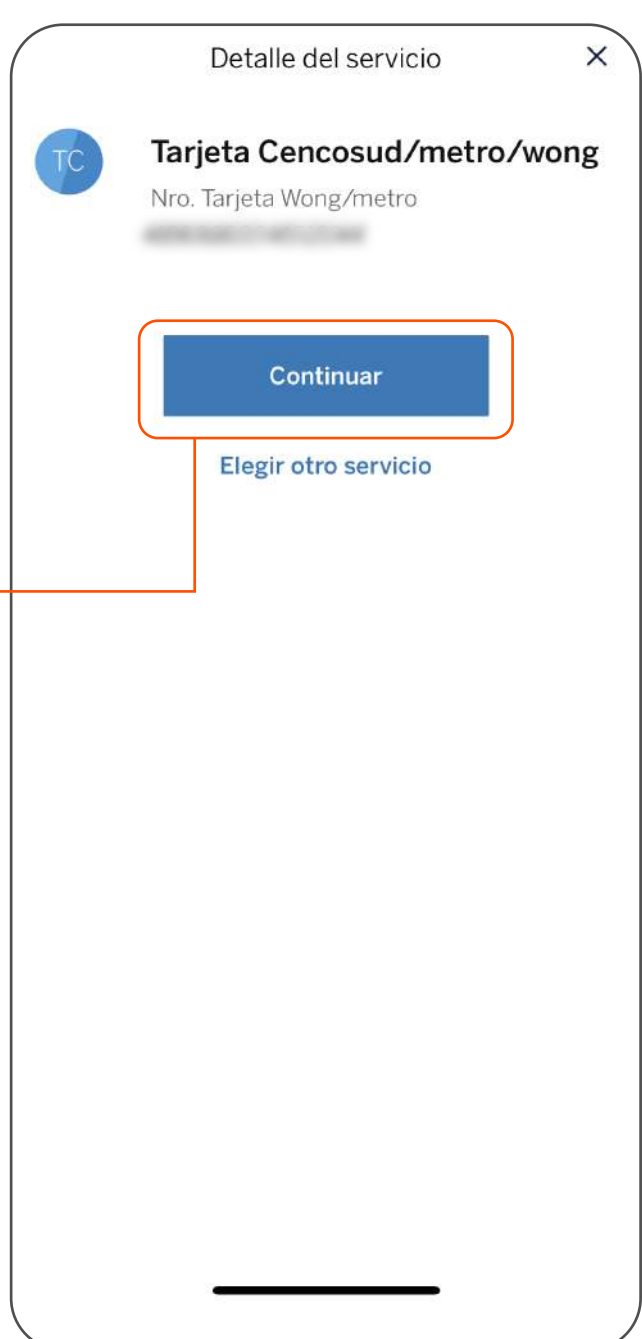 Detalle del servicio
TC
Tarjeta Cencosud/metro/wong
Nro. Tarjeta Wong/metro
Continuar
Elegir otro servicio